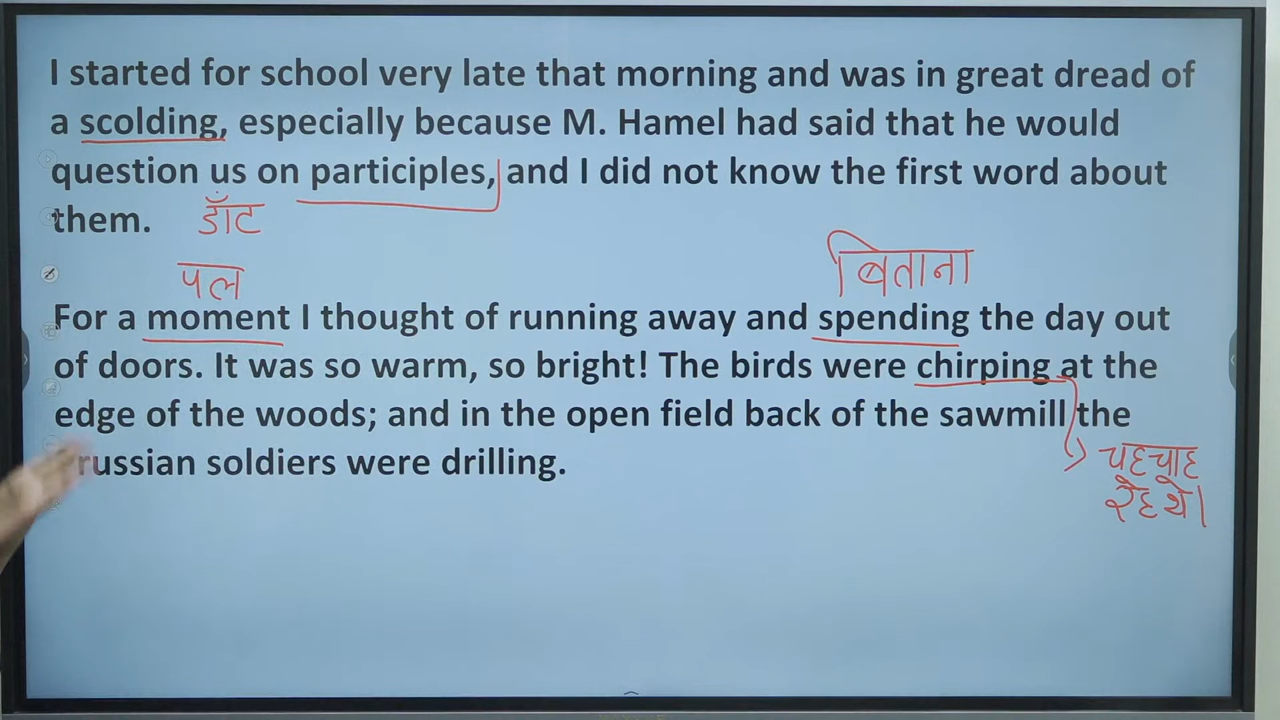 I started for school very late that morning and was in great dread of
a scolding, especially because M. Hamel had said that he would
question us on participles, and I did not know the first word about
them. डाँट
पल बिताना
For a moment I thought of running away and spending the day out
of doors. It was so warm, so bright! The birds were chirping at the
edge of the woods; and in the open field back of the sawmill the
russian soldiers were drilling.
चहचाह
रहे थे।